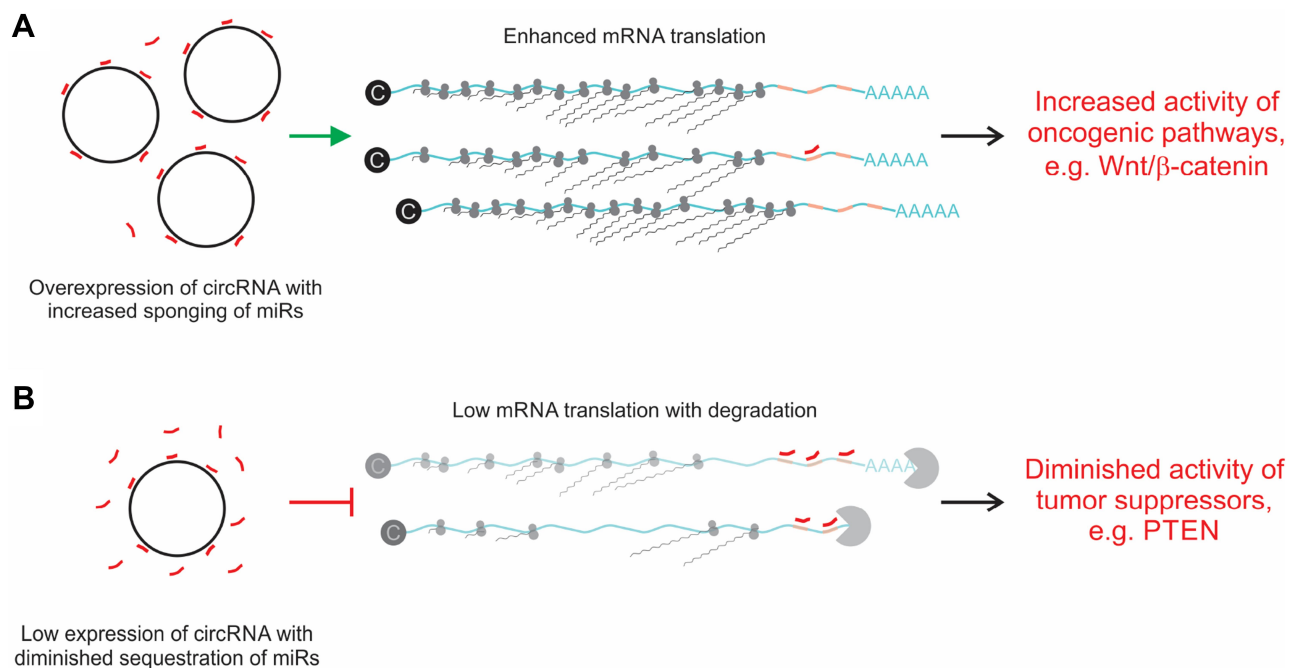 A
Enhanced mRNA translation
C
AAAAA
C
AAAAA
C
AAAAA
Increased activity of
oncogenic pathways,
e.g. Wnt/β-catenin
Overexpression of circRNA with
increased sponging of miRs
B
Low mRNA translation with degradation
C
AAAA
C
Diminished activity of
tumor suppressors,
e.g. PTEN
Low expression of circRNA with
diminished sequestration of miRs